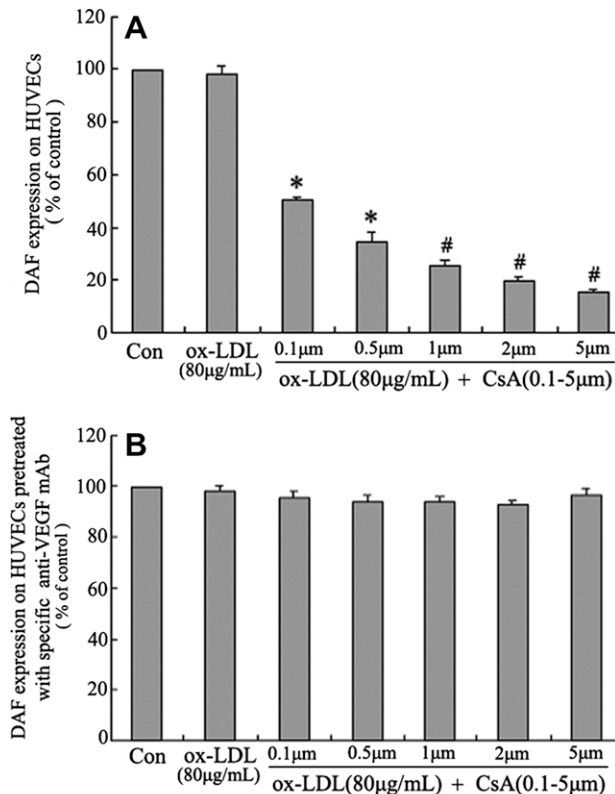 A
DAF expression on HUVECs
( % of control)
120
100
80
60
40
20
0
*
*
#
#
#
Con
ox-LDL
(80μg/mL)
0.1μm
0.5μm
1μm
2μm
5μm
ox-LDL(80μg/mL) + CsA(0.1-5μm)
B
DAF expression on HUVECs pretreated
with specific anti-VEGF mAb
( % of control)
120
100
80
60
40
20
0
Con
ox-LDL
(80μg/mL)
0.1μm
0.5μm
1μm
2μm
5μm
ox-LDL(80μg/mL) + CsA(0.1-5μm)